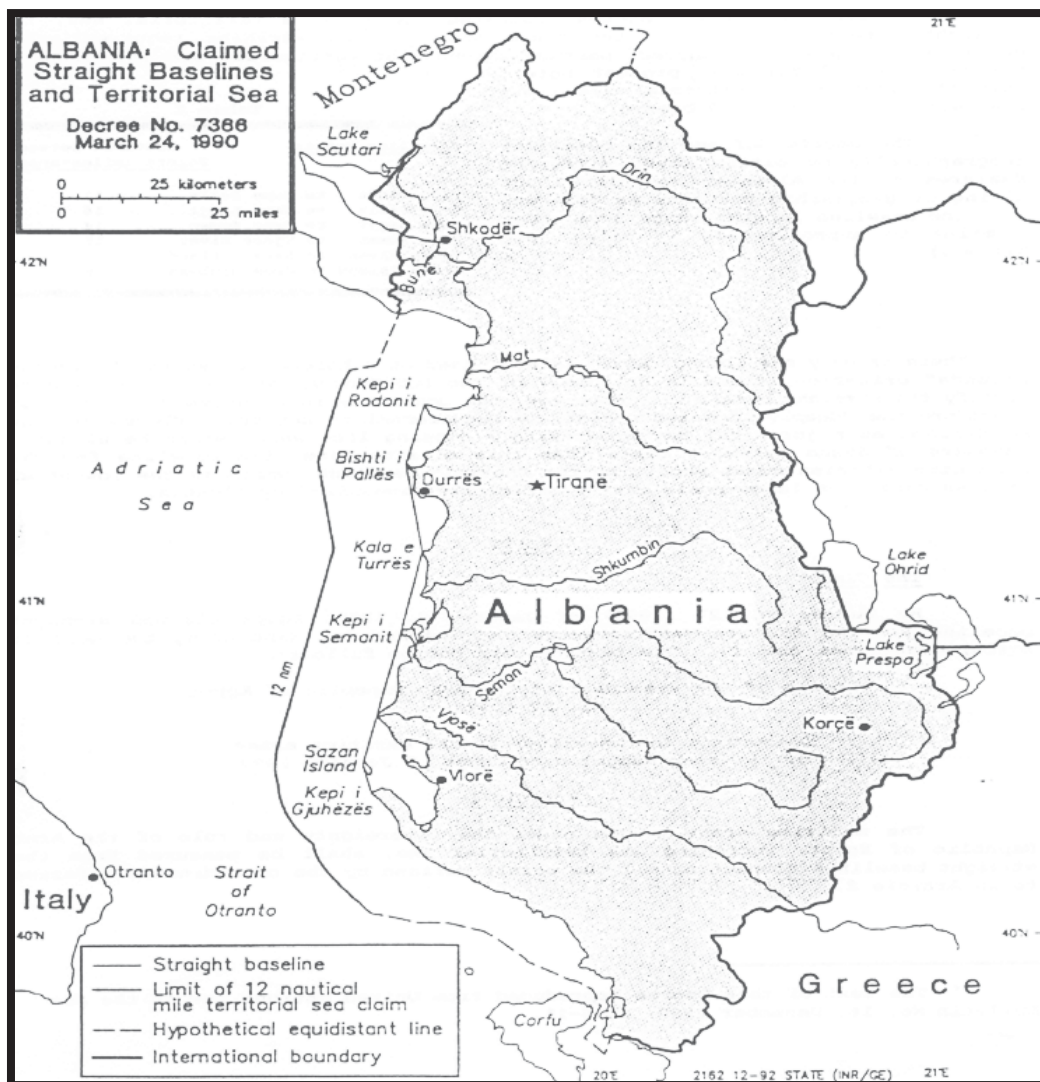 ALBANIA: Claimed
Straight Baselines
and Territorial Sea
Decree No. 7366
March 24, 1990
0 25 kilometers
0 25 miles
21°E
Montenegro
Lake
Scutari
Drin
Shkodër
42°N
42°N
Bunë
Mat
Kepi i
Rodonit
Adriatic
Sea
Bishti i
Pallës
Durrës
Tiranë
Kala e
Turrës
Shkumbin
Lake
Ohrid
41°N
41°N
Albania
Kepi i
Semanit
Lake
Prespa
12 nm
Seman
Vjosë
Korçë
Sazan
Island
Vlorë
Kepi i
Gjuhëzës
Otranto
Italy
Strait
of
Otranto
40°N
40°N
Greece
Corfu
Straight baseline
Limit of 12 nautical
mile territorial sea claim
Hypothetical equidistant line
International boundary
20°E
2162 12-92 STATE (INR/GE)
21°E